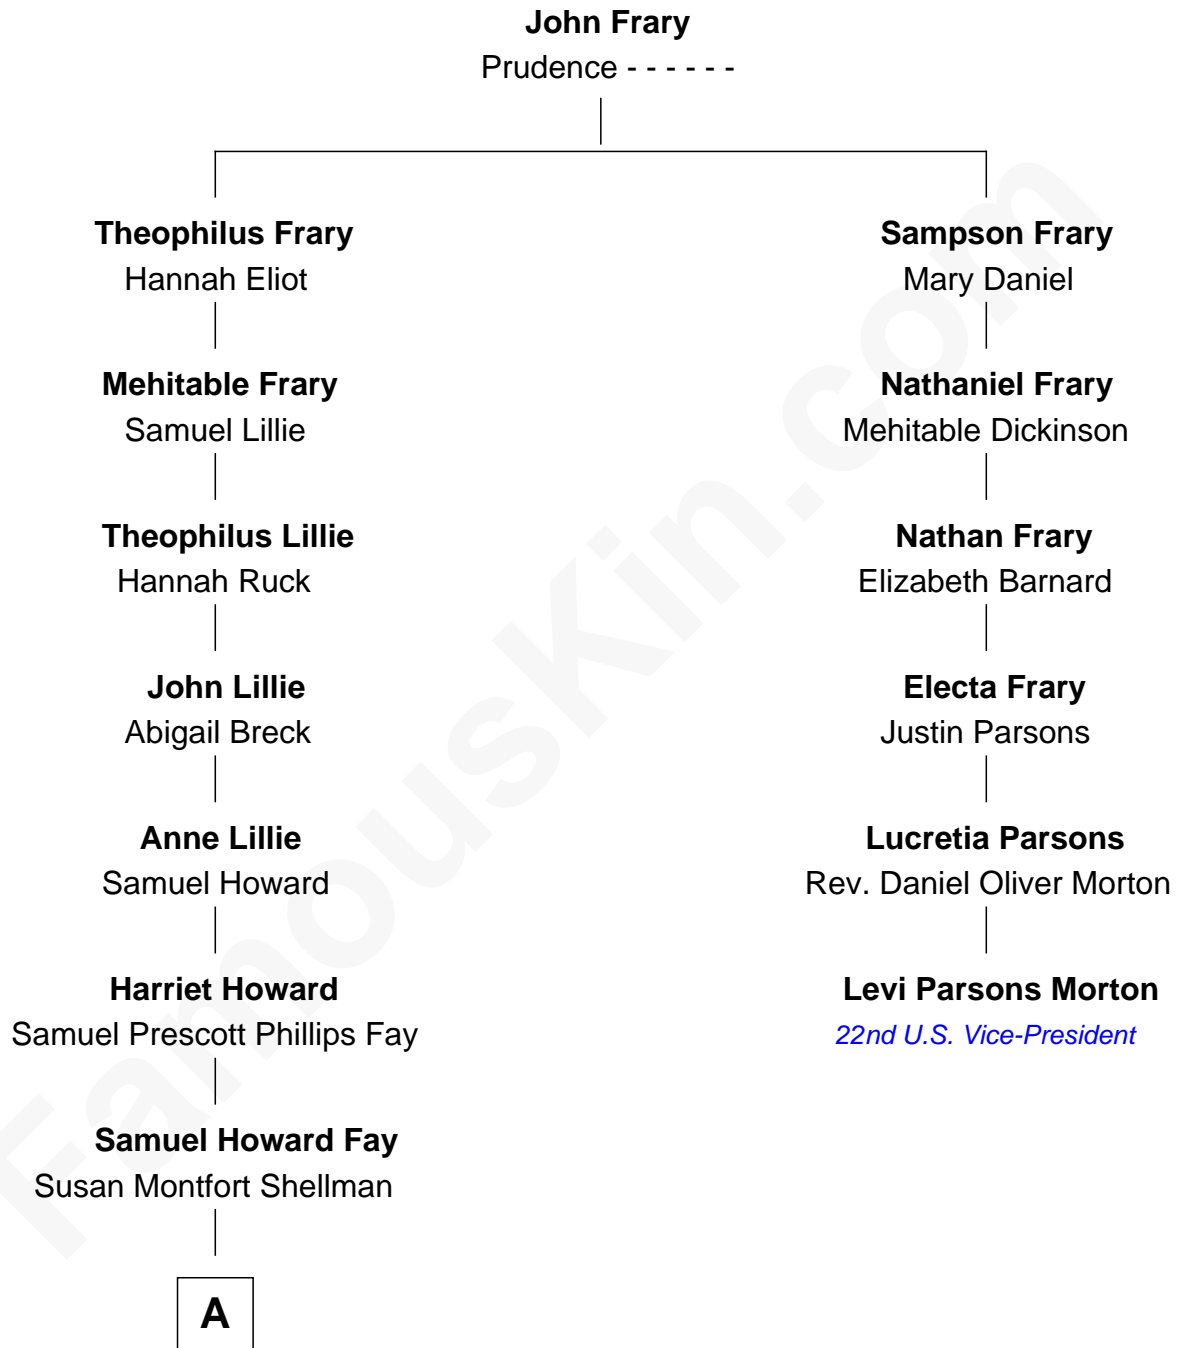 John Frary
Prudence - - - - - -
Theophilus Frary
Hannah Eliot
Mehitable Frary
Samuel Lillie
Theophilus Lillie
Hannah Ruck
John Lillie
Abigail Breck
Anne Lillie
Samuel Howard
Harriet Howard
Samuel Prescott Phillips Fay
Samuel Howard Fay
Susan Montfort Shellman
A
Sampson Frary
Mary Daniel
Nathaniel Frary
Mehitable Dickinson
Nathan Frary
Elizabeth Barnard
Electa Frary
Justin Parsons
Lucretia Parsons
Rev. Daniel Oliver Morton
Levi Parsons Morton
22nd U.S. Vice-President
FamousKin.com